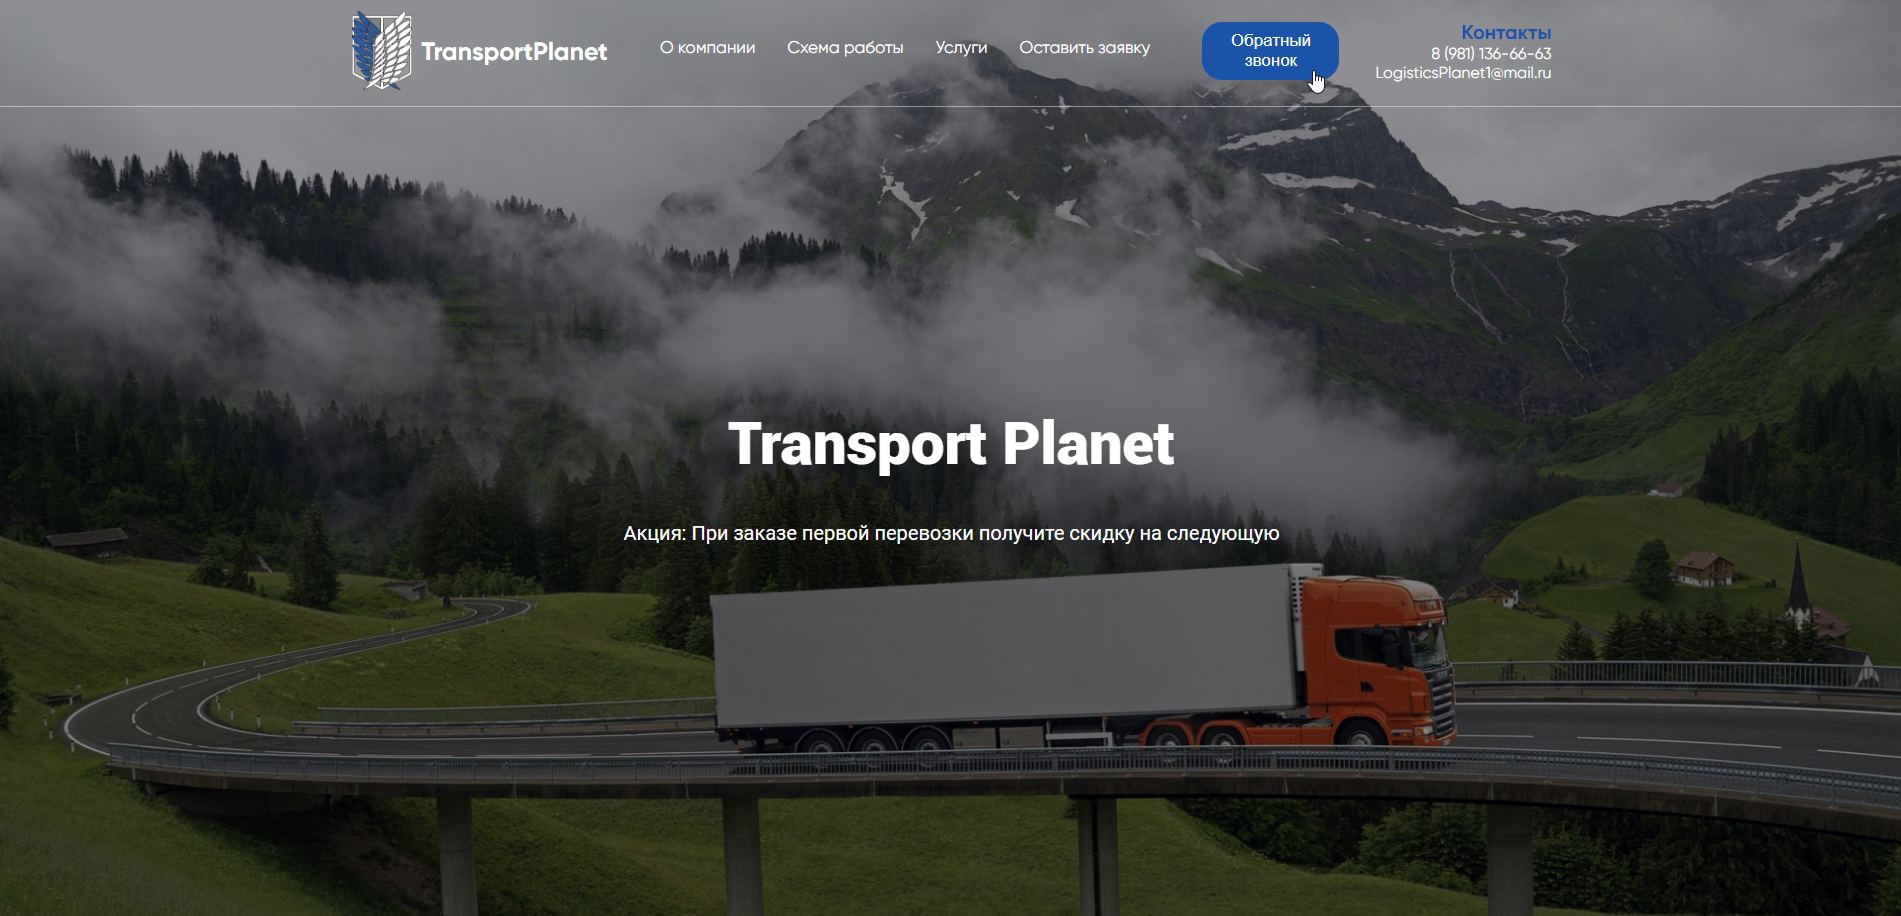 TransportPlanet
О компании
Схема работы
Услуги
Оставить заявку
Обратный
звонок
Контакты
8 (981) 136-66-63
LogisticsPlanet1@mail.ru
Transport Planet
Акция: При заказе первой перевозки получите скидку на следующую